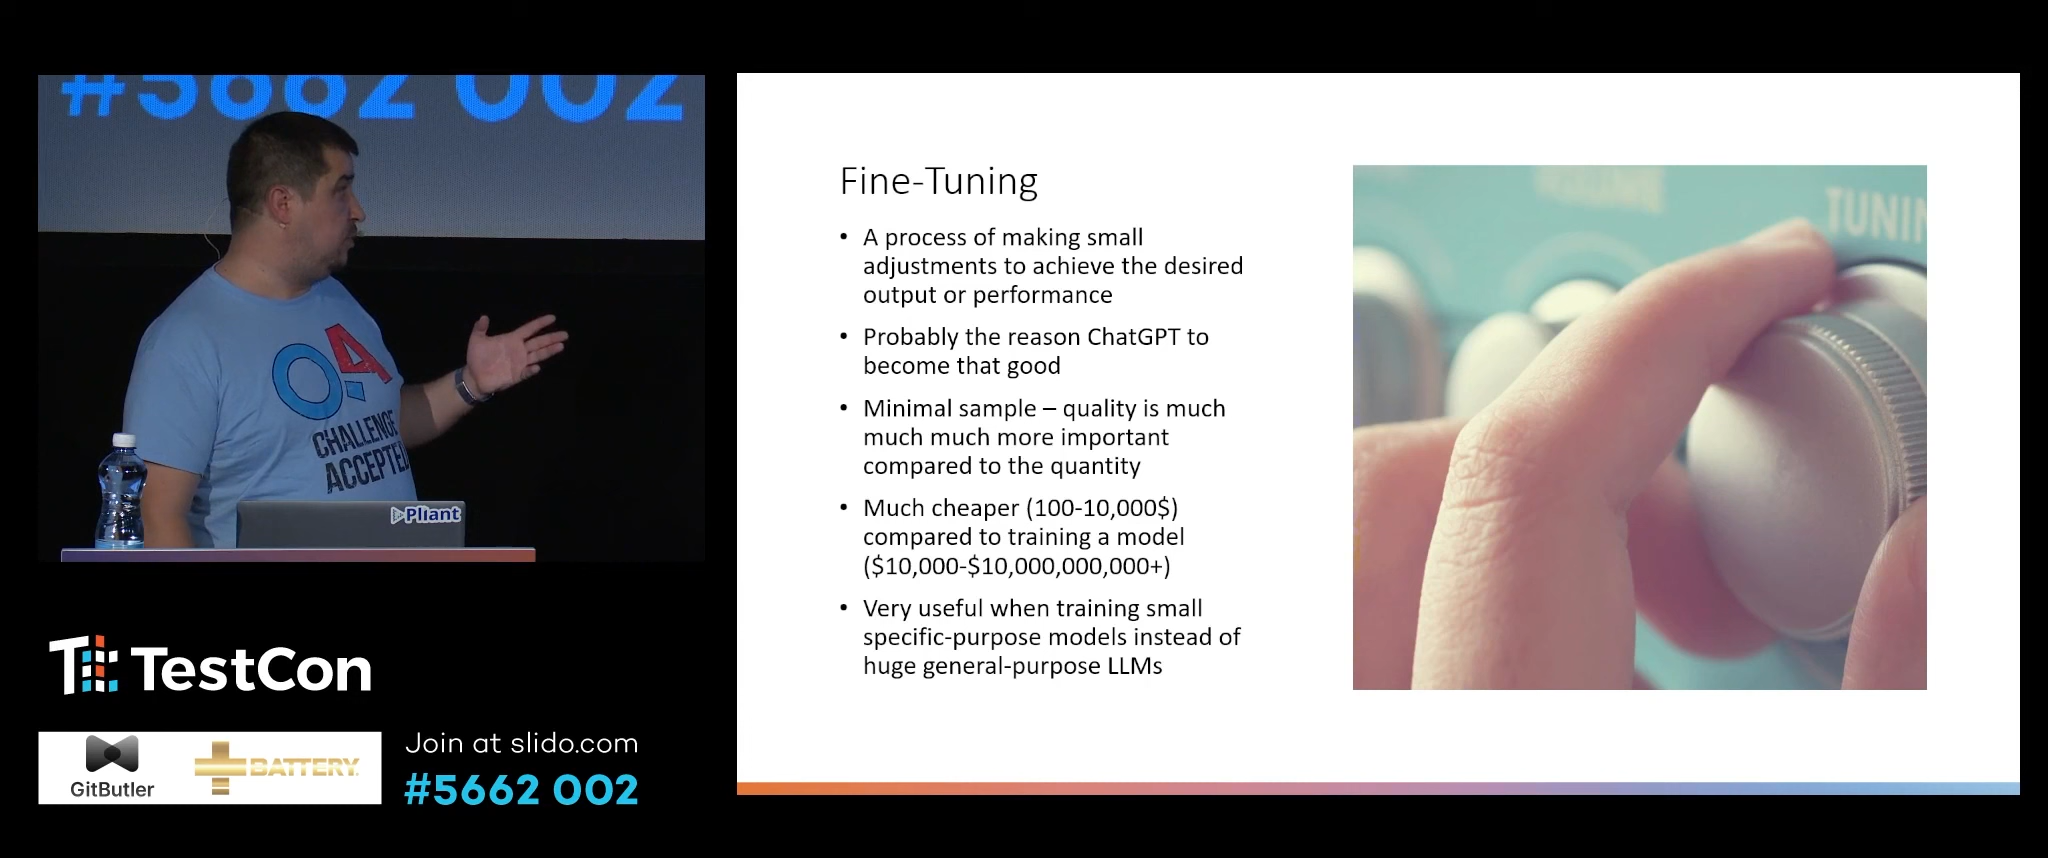 #5662 002
QA
CHALLENGE
ACCEPTED
Pliant
TestCon
GitButler
BATTERY
Join at slido.com
#5662 002
Fine-Tuning
• A process of making small
adjustments to achieve the desired
output or performance
• Probably the reason ChatGPT to
become that good
• Minimal sample – quality is much
much much more important
compared to the quantity
• Much cheaper (100-10,000$)
compared to training a model
($10,000-$10,000,000,000+)
• Very useful when training small
specific-purpose models instead of
huge general-purpose LLMs
TUNIN